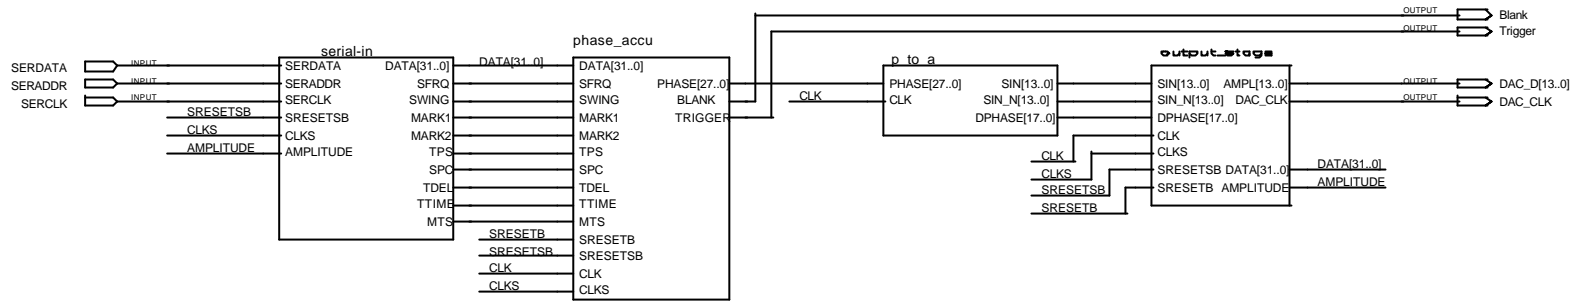 OUTPUT Blank
OUTPUT Trigger
serial-in
phase_accu
p_to_a
output_stage
SERDATA INPUT
SERADDR INPUT
SERCLK INPUT
SRESETSB
CLKS
AMPLITUDE
SERDATA DATA[31..0]
SERADDR SFRQ
SERCLK SWING
SRESETSB MARK1
CLKS MARK2
AMPLITUDE TPS
SPC
TDEL
TTIME
MTS
DATA[31..0]
SRESETB
SRESETSB
CLK
CLKS
DATA[31..0]
SFRQ PHASE[27..0]
SWING BLANK
MARK1 TRIGGER
MARK2
TPS
SPC
TDEL
TTIME
MTS
SRESETB
SRESETSB
CLK
CLKS
CLK
PHASE[27..0] SIN[13..0]
CLK SIN_N[13..0]
DPHASE[17..0]
CLK
CLKS
SRESETSB
SRESETB
SIN[13..0] AMPL[13..0]
SIN_N[13..0] DAC_CLK
DPHASE[17..0]
CLK
CLKS
SRESETSB DATA[31..0]
SRESETB AMPLITUDE
DATA[31..0]
AMPLITUDE
OUTPUT DAC_D[13..0]
OUTPUT DAC_CLK